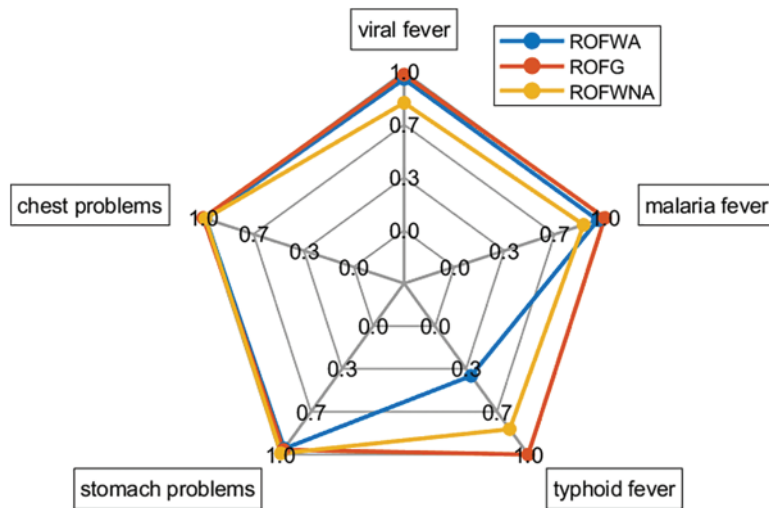 viral fever
ROFWA
ROFG
ROFWNA
1.0
0.7
0.3
0.0
chest problems
1.0
0.7
0.3
0.0
0.0
0.3
0.7
1.0
malaria fever
0.0
0.0
0.3
0.3
0.7
0.7
1.0
1.0
stomach problems
typhoid fever